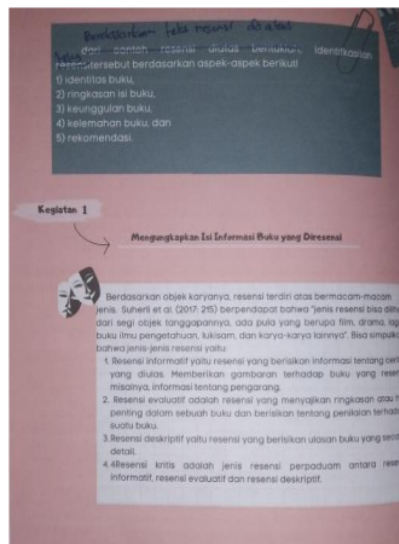 Berdasarkan teks resensi di atas
dari contoh resensi diulas berikut, identifikasilah
tersebut berdasarkan aspek-aspek berikut!
1) identitas buku,
2) ringkasan isi buku,
3) keunggulan buku,
4) kelemahan buku, dan
5) rekomendasi.
Kegiatan 1
Mengungkapkan Isi Informasi Buku yang Diresensi
Berdasarkan objek karyanya, resensi terdiri atas bermacam-macam
jenis. Suherli et al. (2017: 215) berpendapat bahwa "jenis resensi bisa
dari segi objek tanggapannya, ada pula yang berupa film, drama,
buku ilmu pengetahuan, lukisam, dan karya-karya lainnya". Bisa
bahwa jenis-jenis resensi yaitu:
1. Resensi informatif yaitu resensi yang berisikan informasi tentang
yang diulas. Memberikan gambaran terhadap buku yang
misalnya, informasi tentang pengarang.
2. Resensi evaluatif adalah resensi yang menyajikan ringkasan atau
penting dalam sebuah buku dan berisikan tentang penilaian
suatu buku.
3. Resensi deskriptif yaitu resensi yang berisikan ulasan buku yang
detail.
4. 4Resensi kritis adalah jenis resensi perpaduam antara
informatif, resensi evaluatif dan resensi deskriptif.